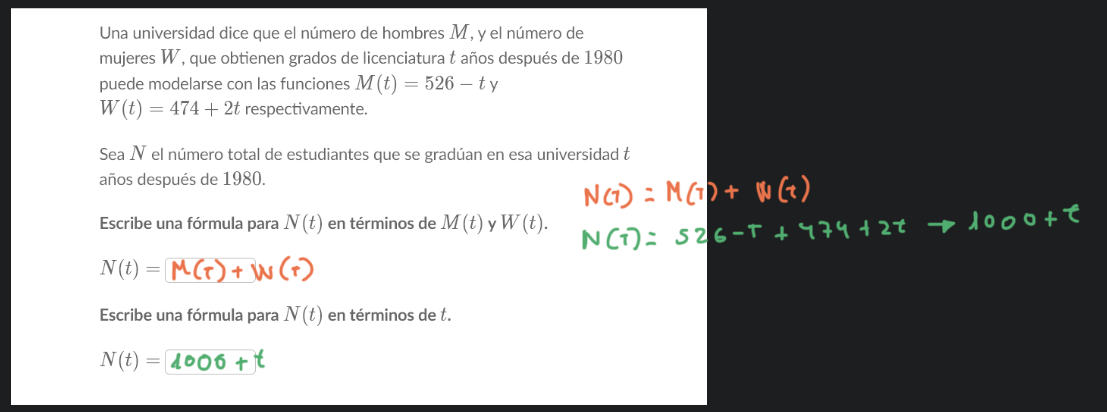 Una universidad dice que el número de hombres M, y el número de
mujeres W, que obtienen grados de licenciatura t años después de 1980
puede modelarse con las funciones M(t) = 526 − t y
W(t) = 474 + 2t respectivamente.
Sea N el número total de estudiantes que se gradúan en esa universidad t
años después de 1980.
N(T) = M(T) + W(t)
Escribe una fórmula para N(t) en términos de M(t) y W(t).
N(T) = 526 - T + 474 + 2t → 1000 + t
N(t) = M(T) + W(T)
Escribe una fórmula para N(t) en términos de t.
N(t) = 1000 + t